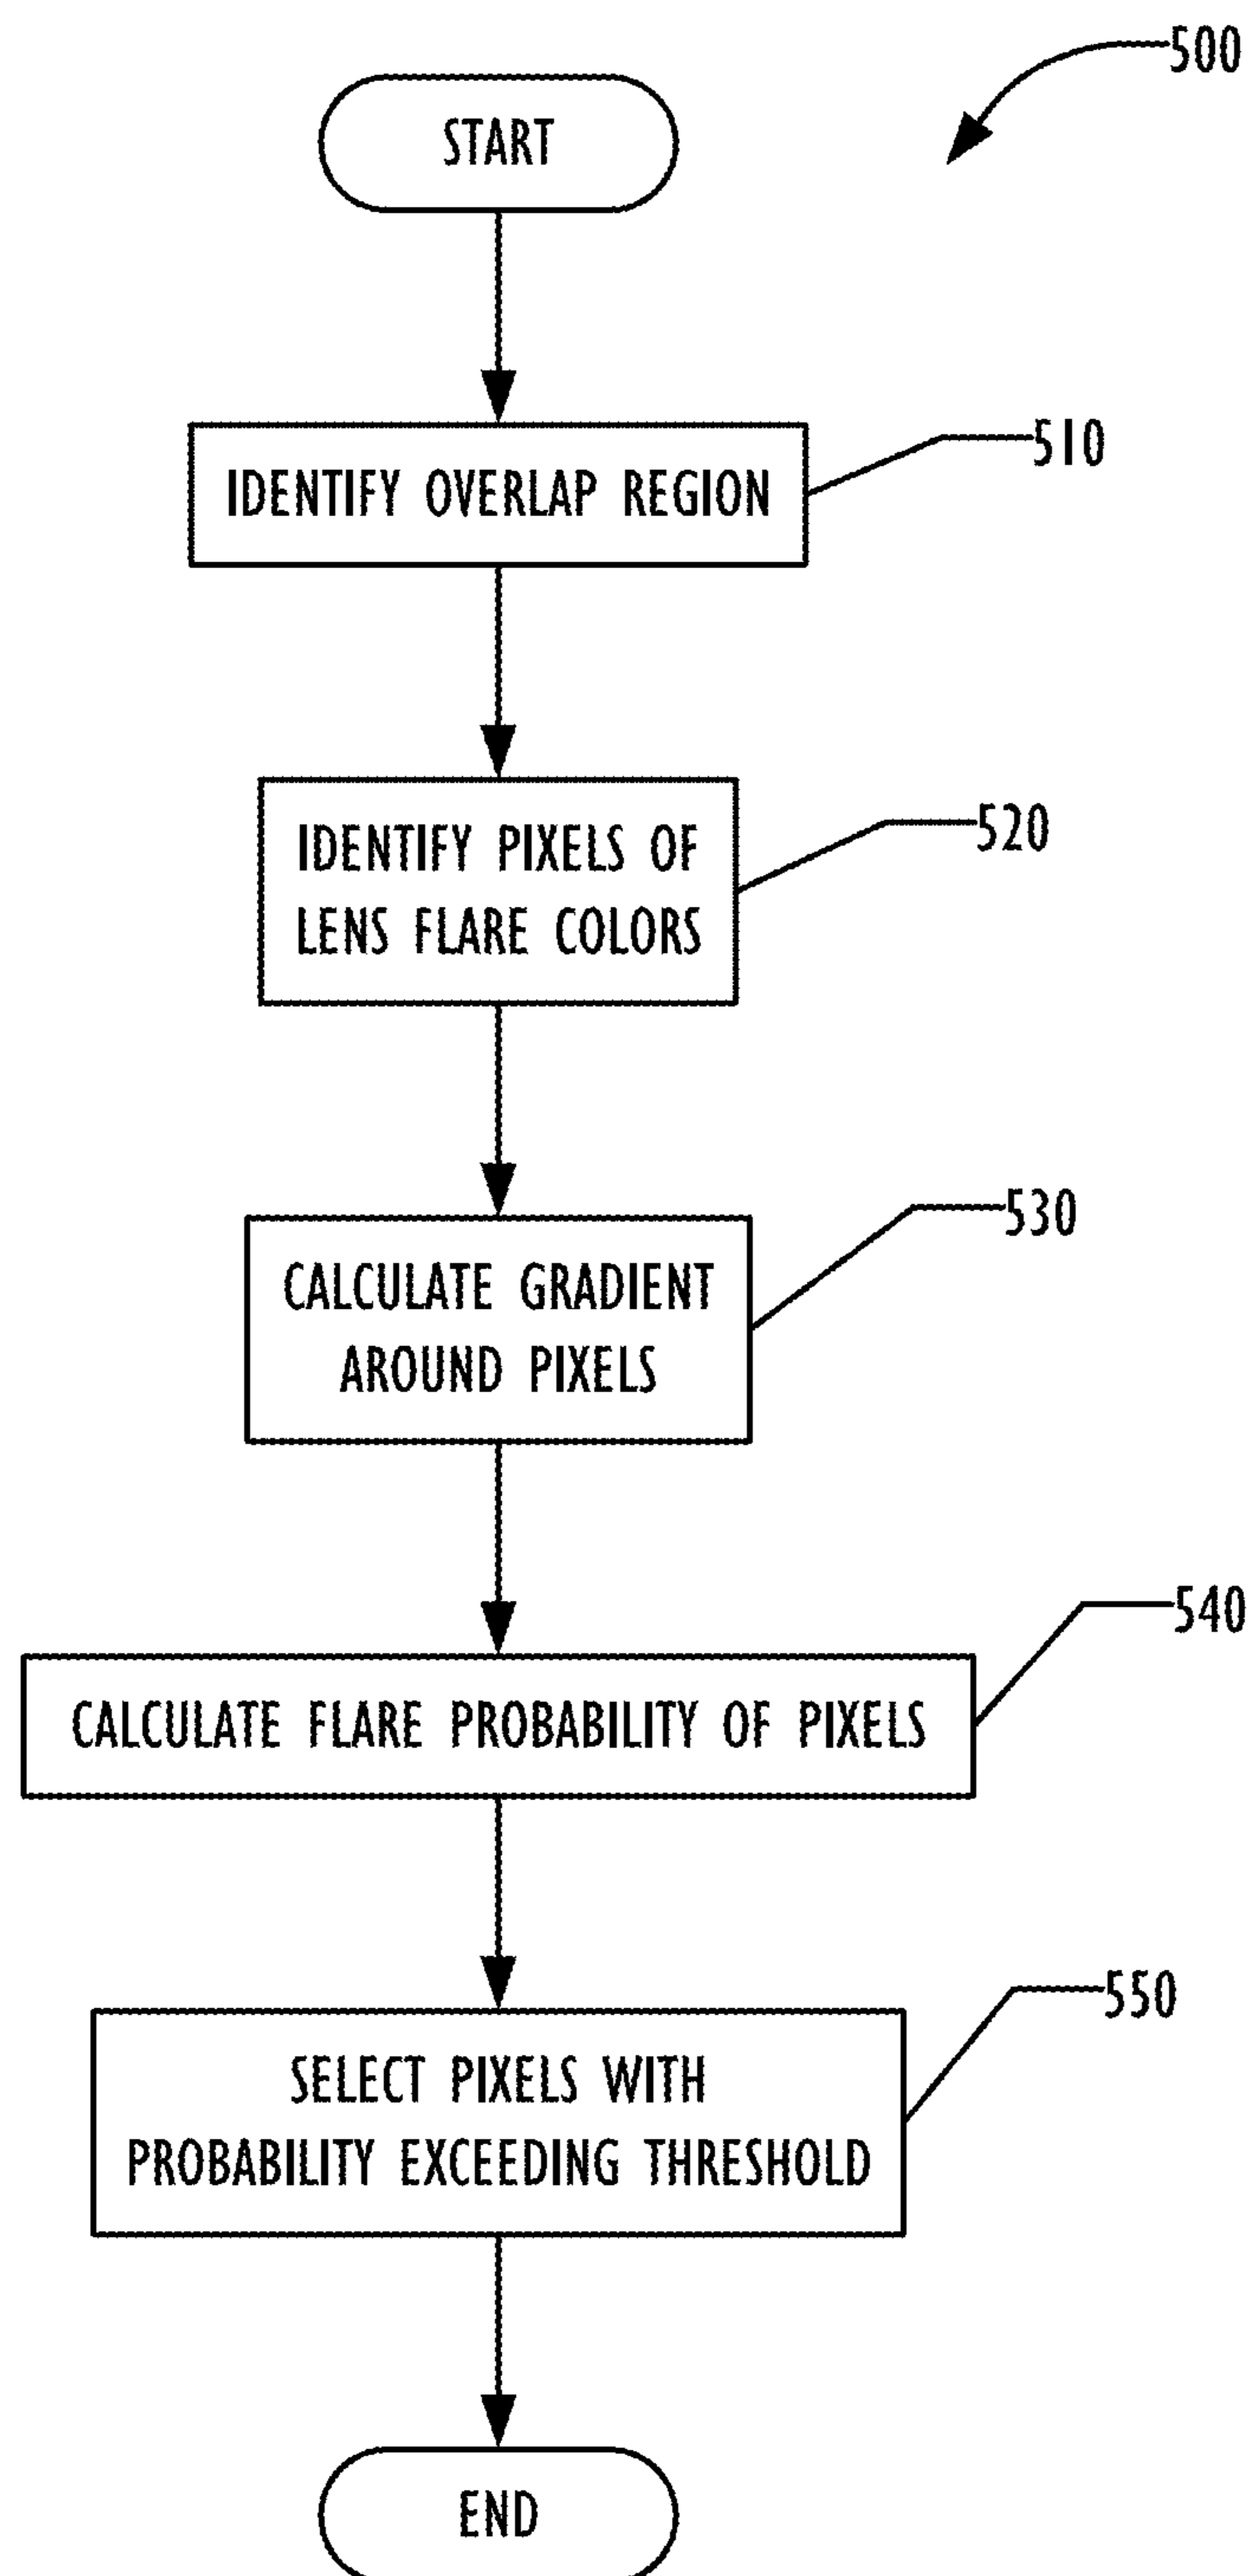 500
START
IDENTIFY OVERLAP REGION
510
IDENTIFY PIXELS OF
LENS FLARE COLORS
520
CALCULATE GRADIENT
AROUND PIXELS
530
CALCULATE FLARE PROBABILITY OF PIXELS
540
SELECT PIXELS WITH
PROBABILITY EXCEEDING THRESHOLD
550
END